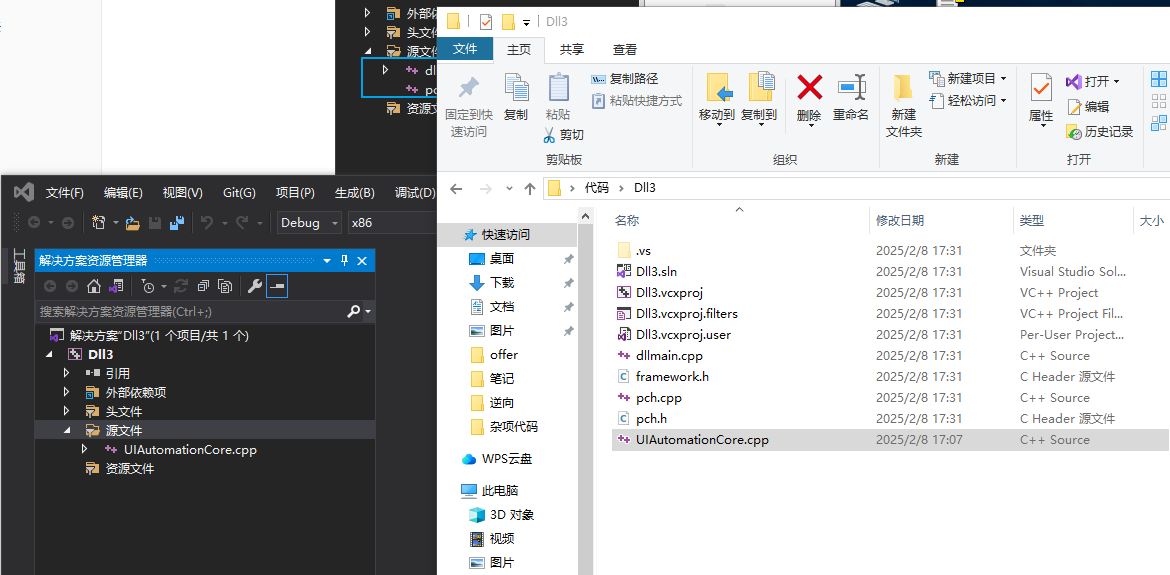 外部依
头文件
源文件
dl
资源文
Dll3
文件
主页
共享
查看
固定到快
速访问
复制
粘贴
复制路径
粘贴快捷方式
剪切
剪贴板
移动到
复制到
删除
重命名
组织
新建
文件夹
新建项目
轻松访问
新建
属性
打开
编辑
历史记录
打开
代码 › Dll3
文件(F)
编辑(E)
视图(V)
Git(G)
项目(P)
生成(B)
调试(D)
Debug
x86
工具箱
解决方案资源管理器
搜索解决方案资源管理器(Ctrl+;)
解决方案"Dll3"(1 个项目/共 1 个)
Dll3
引用
外部依赖项
头文件
源文件
UIAutomationCore.cpp
资源文件
快速访问
桌面
下载
文档
图片
offer
笔记
逆向
杂项代码
WPS云盘
此电脑
3D 对象
视频
图片
名称 修改日期 类型 大小
.vs 2025/2/8 17:31 文件夹
Dll3.sln 2025/2/8 17:31 Visual Studio Sol...
Dll3.vcxproj 2025/2/8 17:31 VC++ Project
Dll3.vcxproj.filters 2025/2/8 17:31 VC++ Project Fil...
Dll3.vcxproj.user 2025/2/8 17:31 Per-User Project...
dllmain.cpp 2025/2/8 17:31 C++ Source
framework.h 2025/2/8 17:31 C Header 源文件
pch.cpp 2025/2/8 17:31 C++ Source
pch.h 2025/2/8 17:31 C Header 源文件
UIAutomationCore.cpp 2025/2/8 17:07 C++ Source